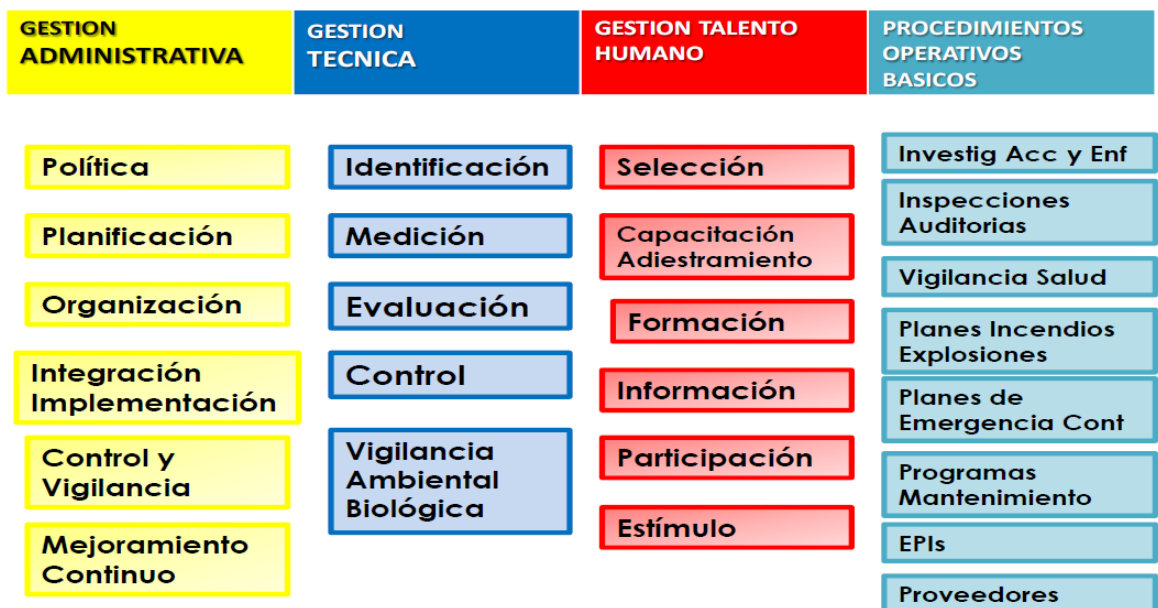 GESTION
ADMINISTRATIVA
GESTION
TECNICA
GESTION TALENTO
HUMANO
PROCEDIMIENTOS
OPERATIVOS
BASICOS
Política
Planificación
Organización
Integración
Implementación
Control y
Vigilancia
Mejoramiento
Continuo
Identificación
Medición
Evaluación
Control
Vigilancia
Ambiental
Biológica
Selección
Capacitación
Adiestramiento
Formación
Información
Participación
Estímulo
Investig Acc y Enf
Inspecciones
Auditorias
Vigilancia Salud
Planes Incendios
Explosiones
Planes de
Emergencia Cont
Programas
Mantenimiento
EPIs
Proveedores